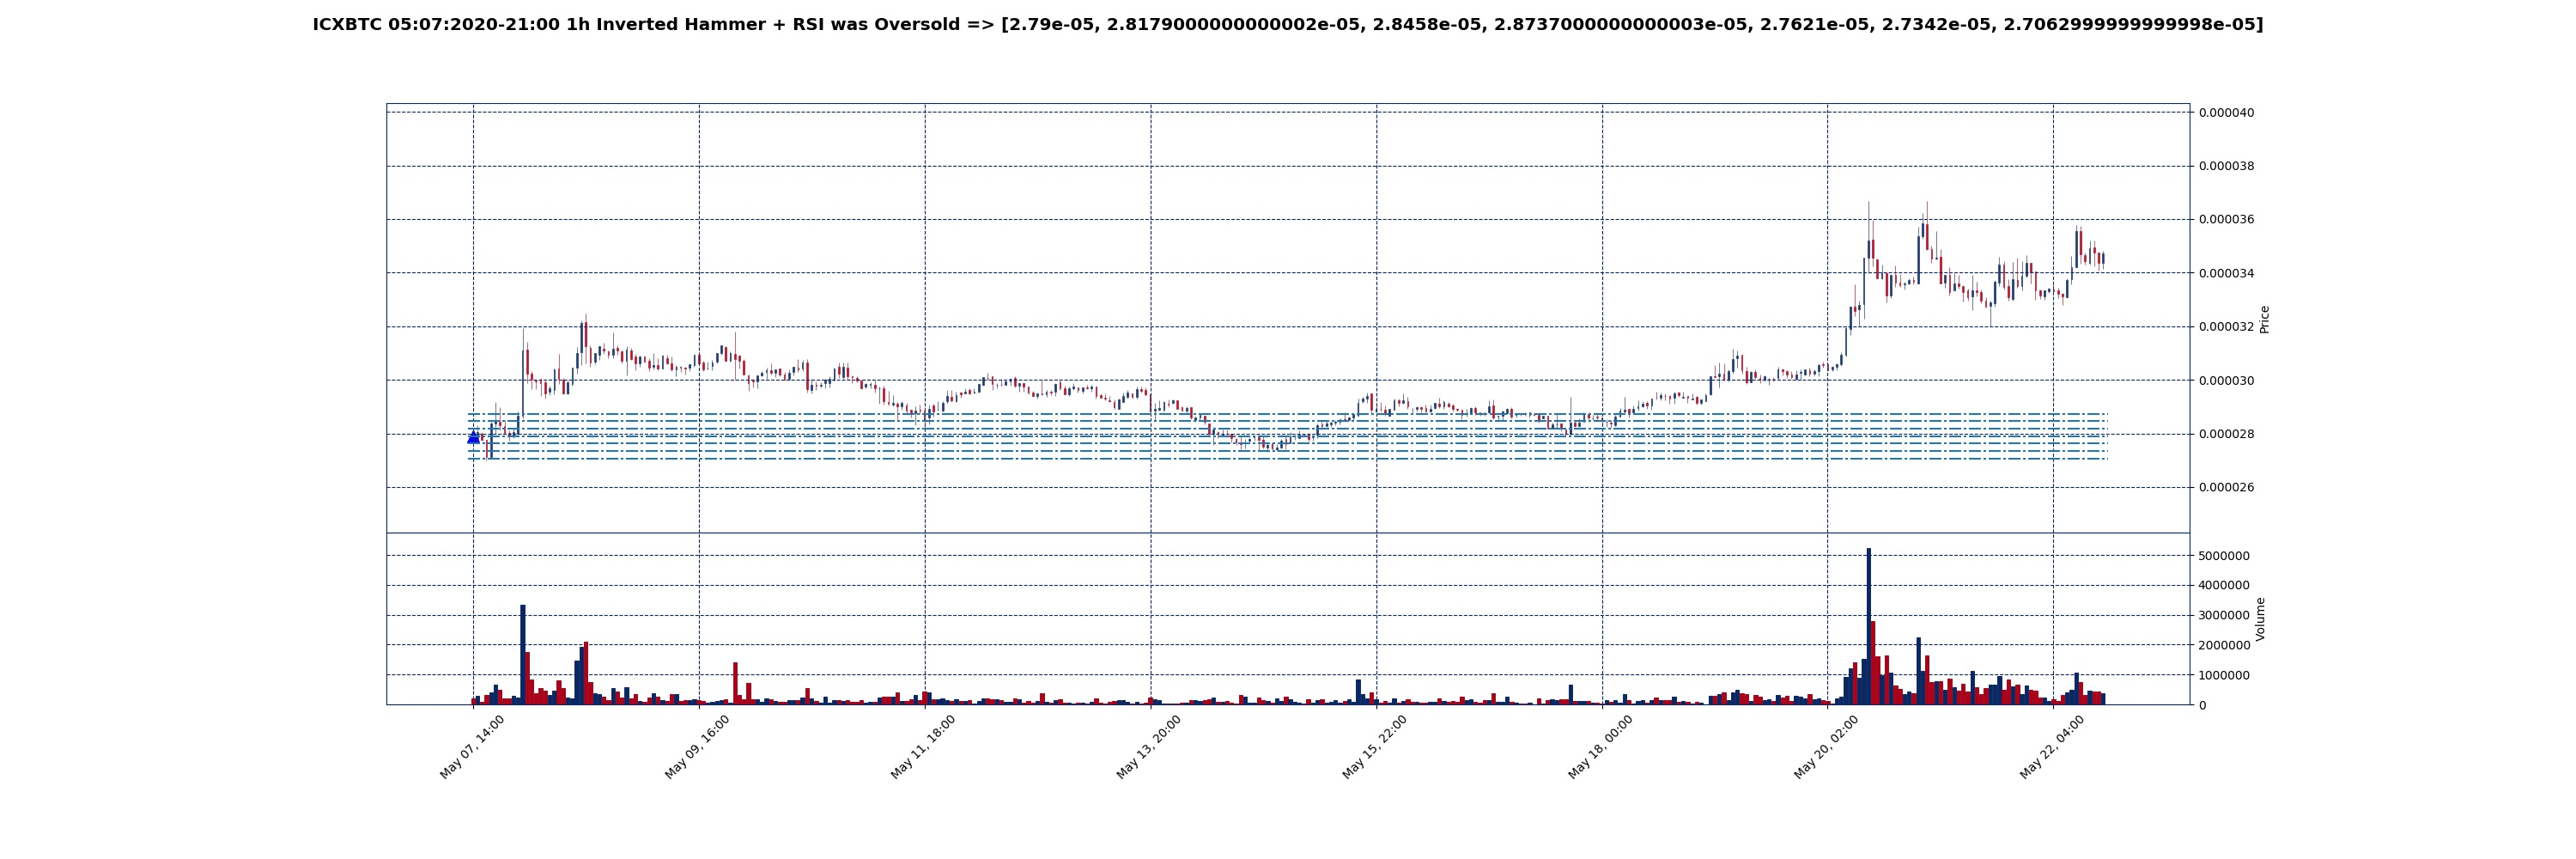 ICXBTC 05:07:2020-21:00 1h Inverted Hammer + RSI was Oversold => [2.79e-05, 2.8179000000000002e-05, 2.8458e-05, 2.8737000000000003e-05, 2.7621e-05, 2.7342e-05, 2.7062999999999998e-05]
0.000040
0.000038
0.000036
0.000034
0.000032
0.000030
0.000028
0.000026
Price
5000000
4000000
3000000
2000000
1000000
0
Volume
May 07, 14:00
May 09, 16:00
May 11, 18:00
May 13, 20:00
May 15, 22:00
May 18, 00:00
May 20, 02:00
May 22, 04:00